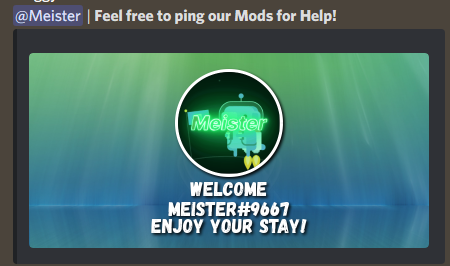 @Meister | Feel free to ping our Mods for Help!
Meister
WELCOME
MEISTER#9667
ENJOY YOUR STAY!